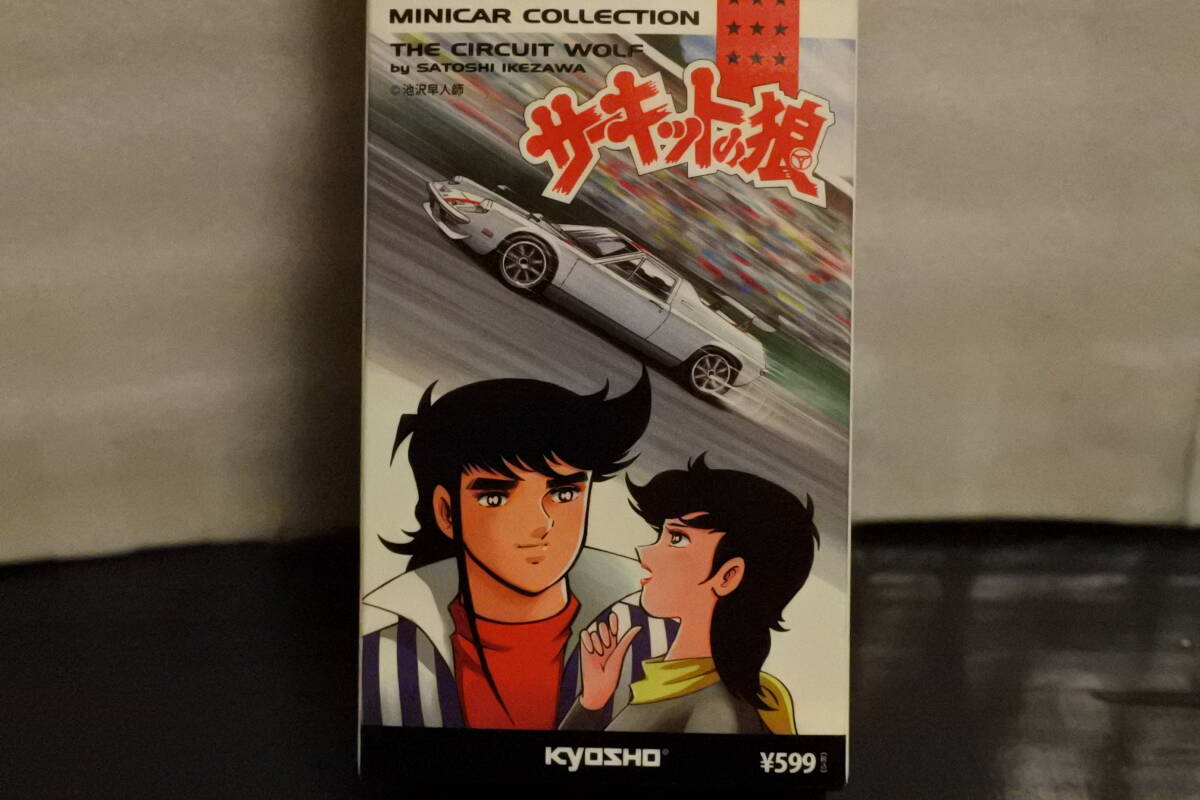 MINICAR COLLECTION
THE CIRCUIT WOLF
by SATOSHI IKEZAWA
©池沢早人師
サーキットの狼
KYOSHO®
¥599